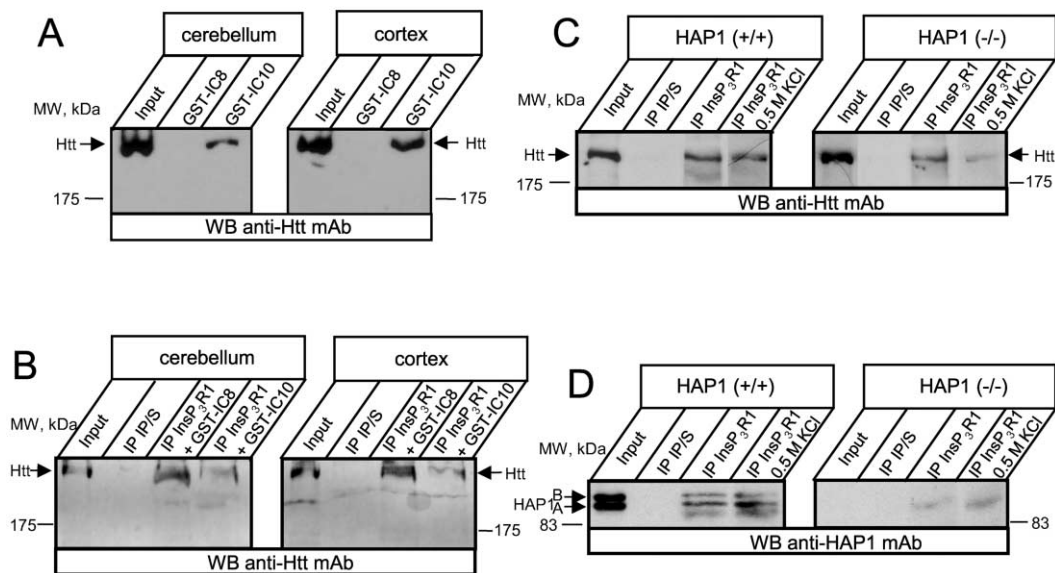 A
cerebellum
cortex
Input
GST-IC8
GST-IC10
Input
GST-IC8
GST-IC10
MW, kDa
Htt
Htt
175
175
WB anti-Htt mAb
C
HAP1 (+/+)
HAP1 (-/-)
Input
IP IP/S
IP InsP3R1
IP InsP3R1
0.5 M KCl
Input
IP IP/S
IP InsP3R1
IP InsP3R1
0.5 M KCl
MW, kDa
Htt
Htt
175
175
WB anti-Htt mAb
B
cerebellum
cortex
Input
IP IP/S
IP InsP3R1
+ GST-IC8
IP InsP3R1
+ GST-IC10
Input
IP IP/S
IP InsP3R1
+ GST-IC8
IP InsP3R1
+ GST-IC10
MW, kDa
Htt
Htt
175
175
WB anti-Htt mAb
D
HAP1 (+/+)
HAP1 (-/-)
Input
IP IP/S
IP InsP3R1
IP InsP3R1
0.5 M KCl
Input
IP IP/S
IP InsP3R1
IP InsP3R1
0.5 M KCl
MW, kDa
B
HAP1
A
83
83
WB anti-HAP1 mAb